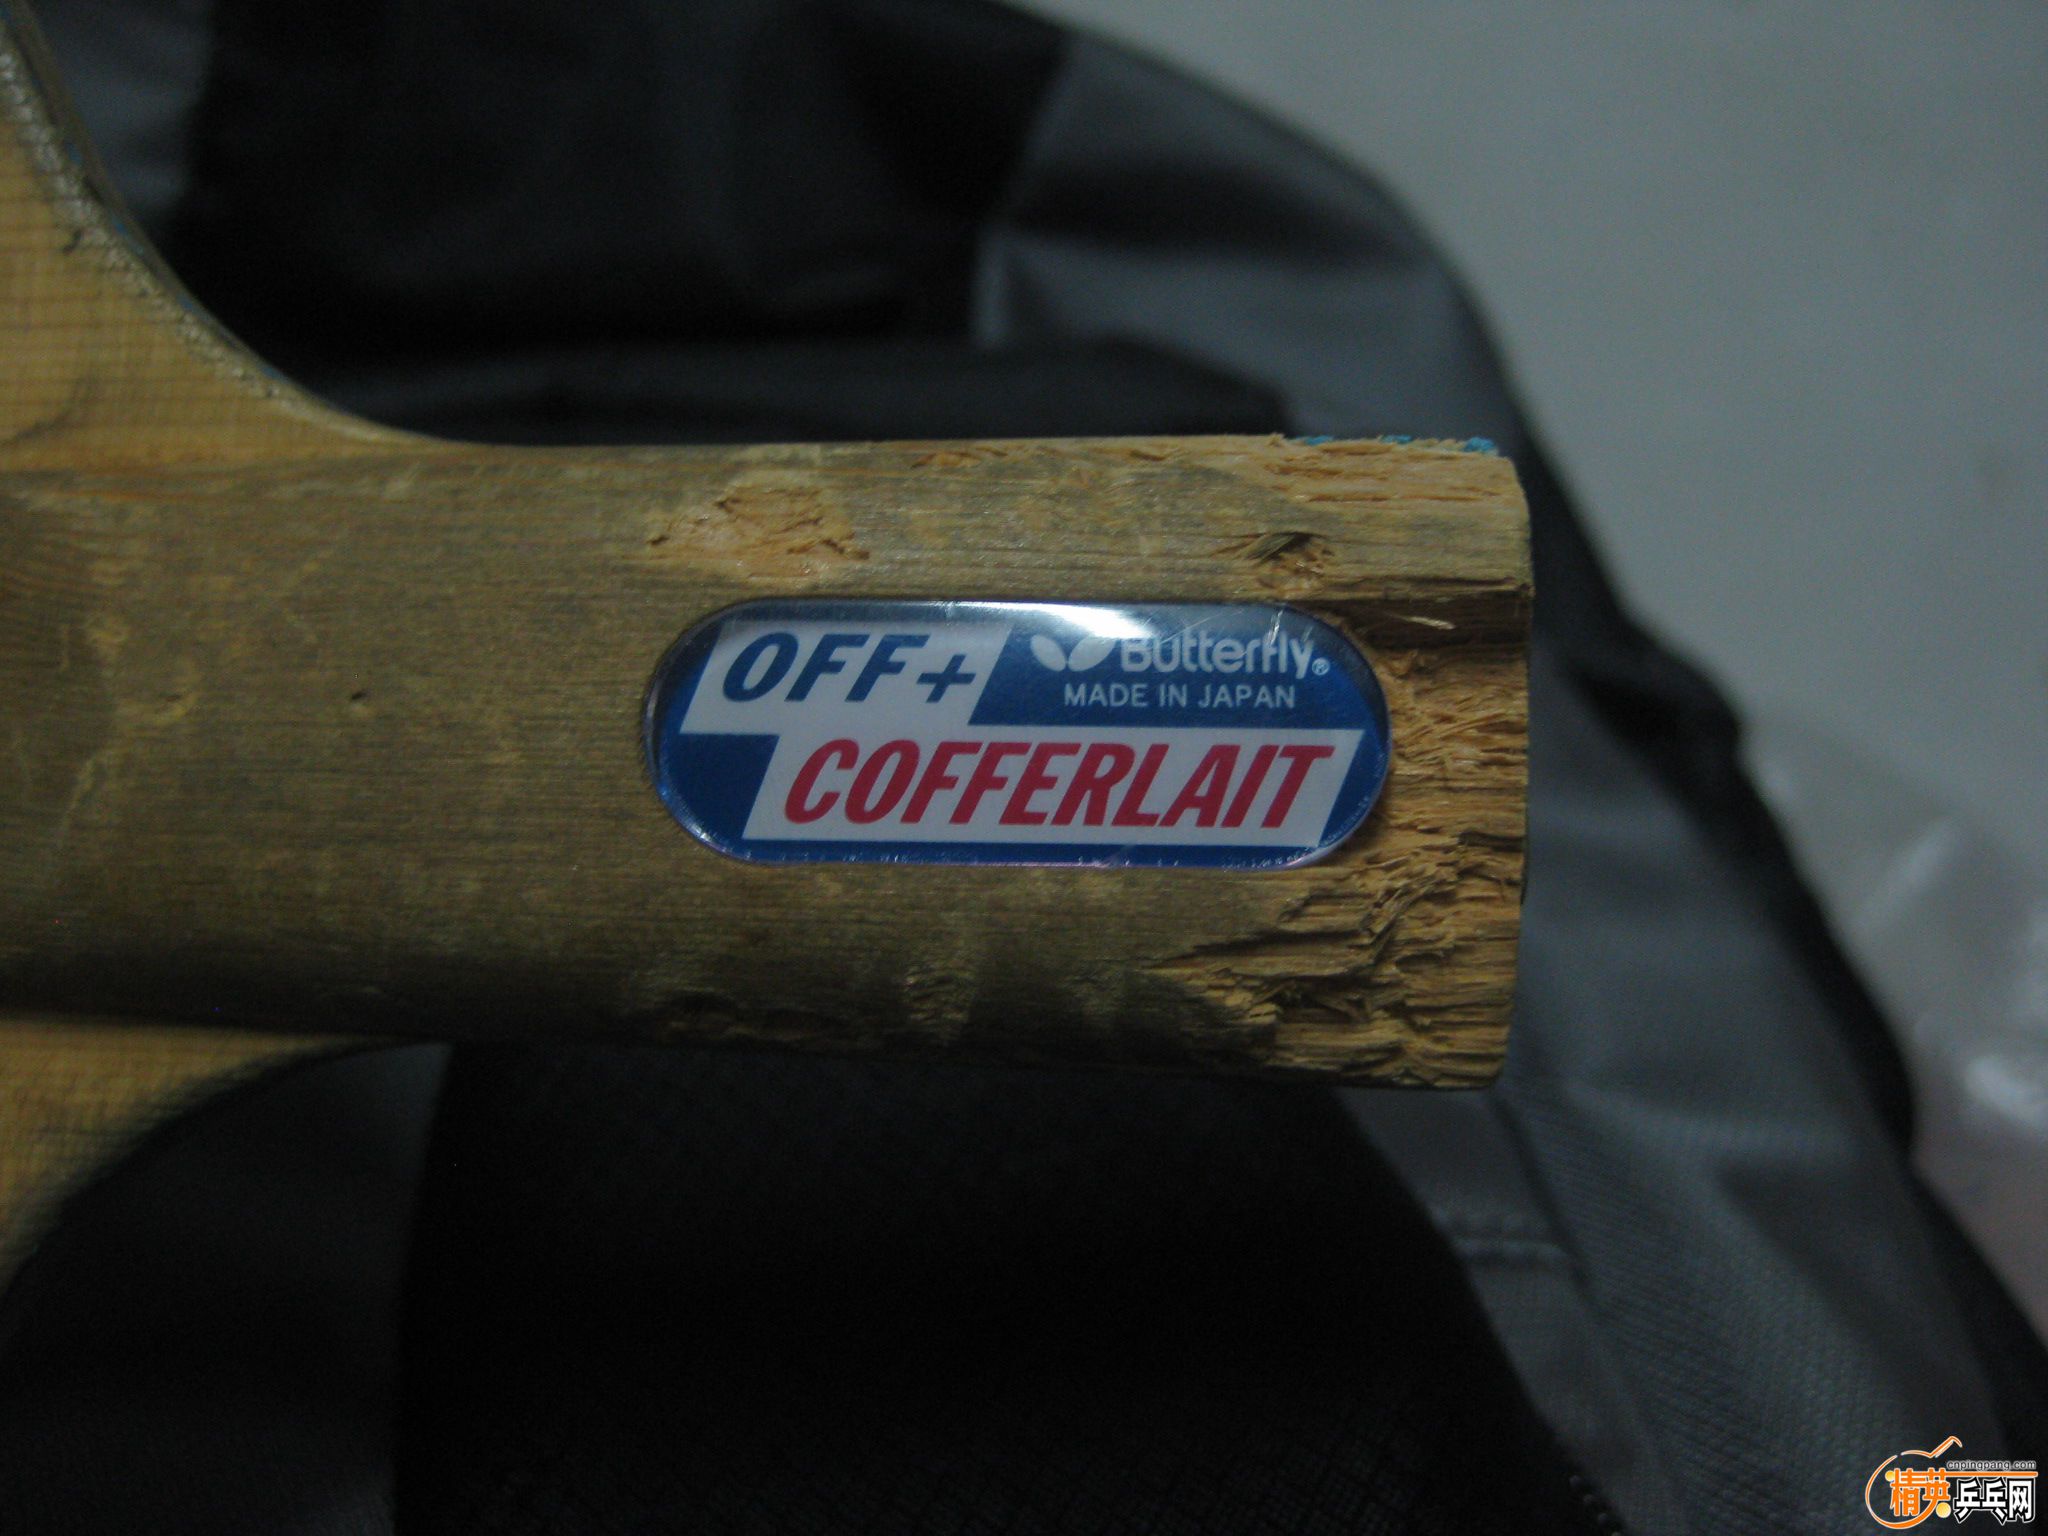 OFF+ Butterfly®
MADE IN JAPAN
COFFERLAIT
cnpingpang.com
精英乒乓网